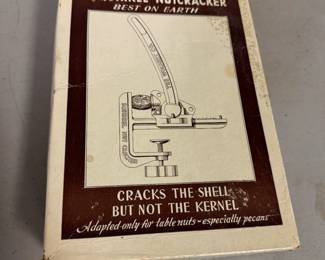 NUTCRACKER
BEST ON EARTH
CRACKS THE SHELL
BUT NOT THE KERNEL
Adapted only for table nuts - especially pecans